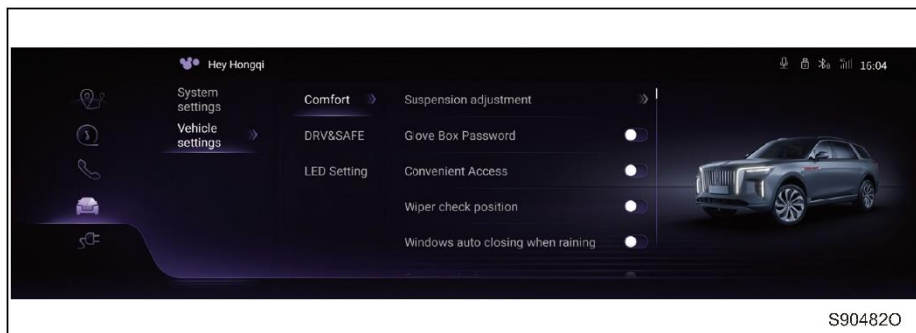 Hey Hongqi
16:04
System
settings
Vehicle
settings
Comfort
DRV&SAFE
LED Setting
Suspension adjustment
Glove Box Password
Convenient Access
Wiper check position
Windows auto closing when raining
S90482O